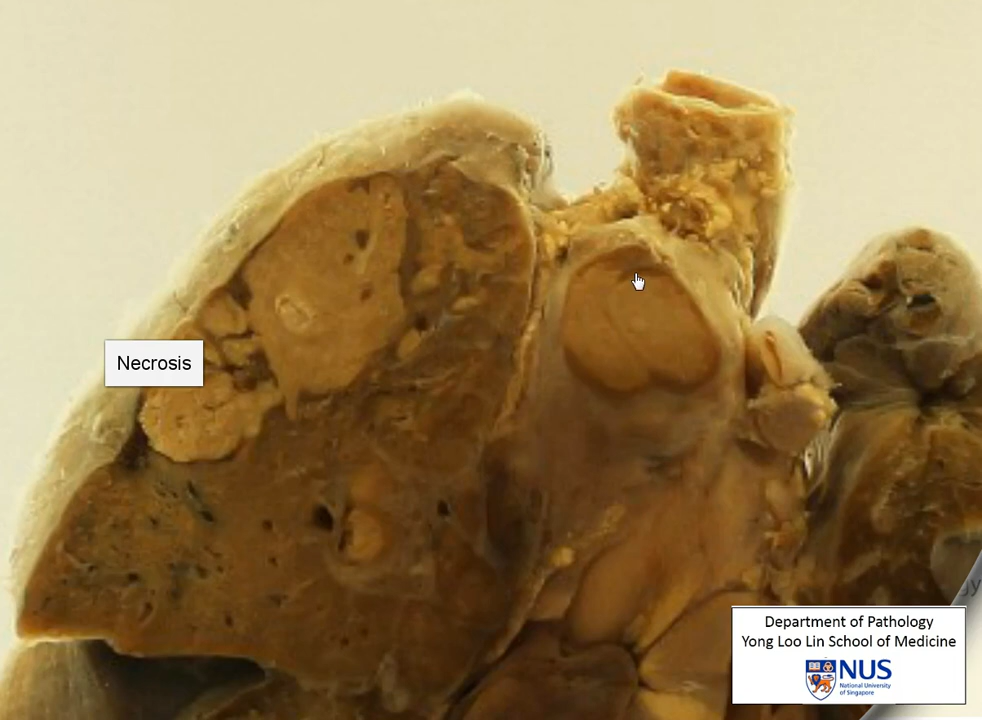 Necrosis
Department of Pathology
Yong Loo Lin School of Medicine
NUS
National University
of Singapore